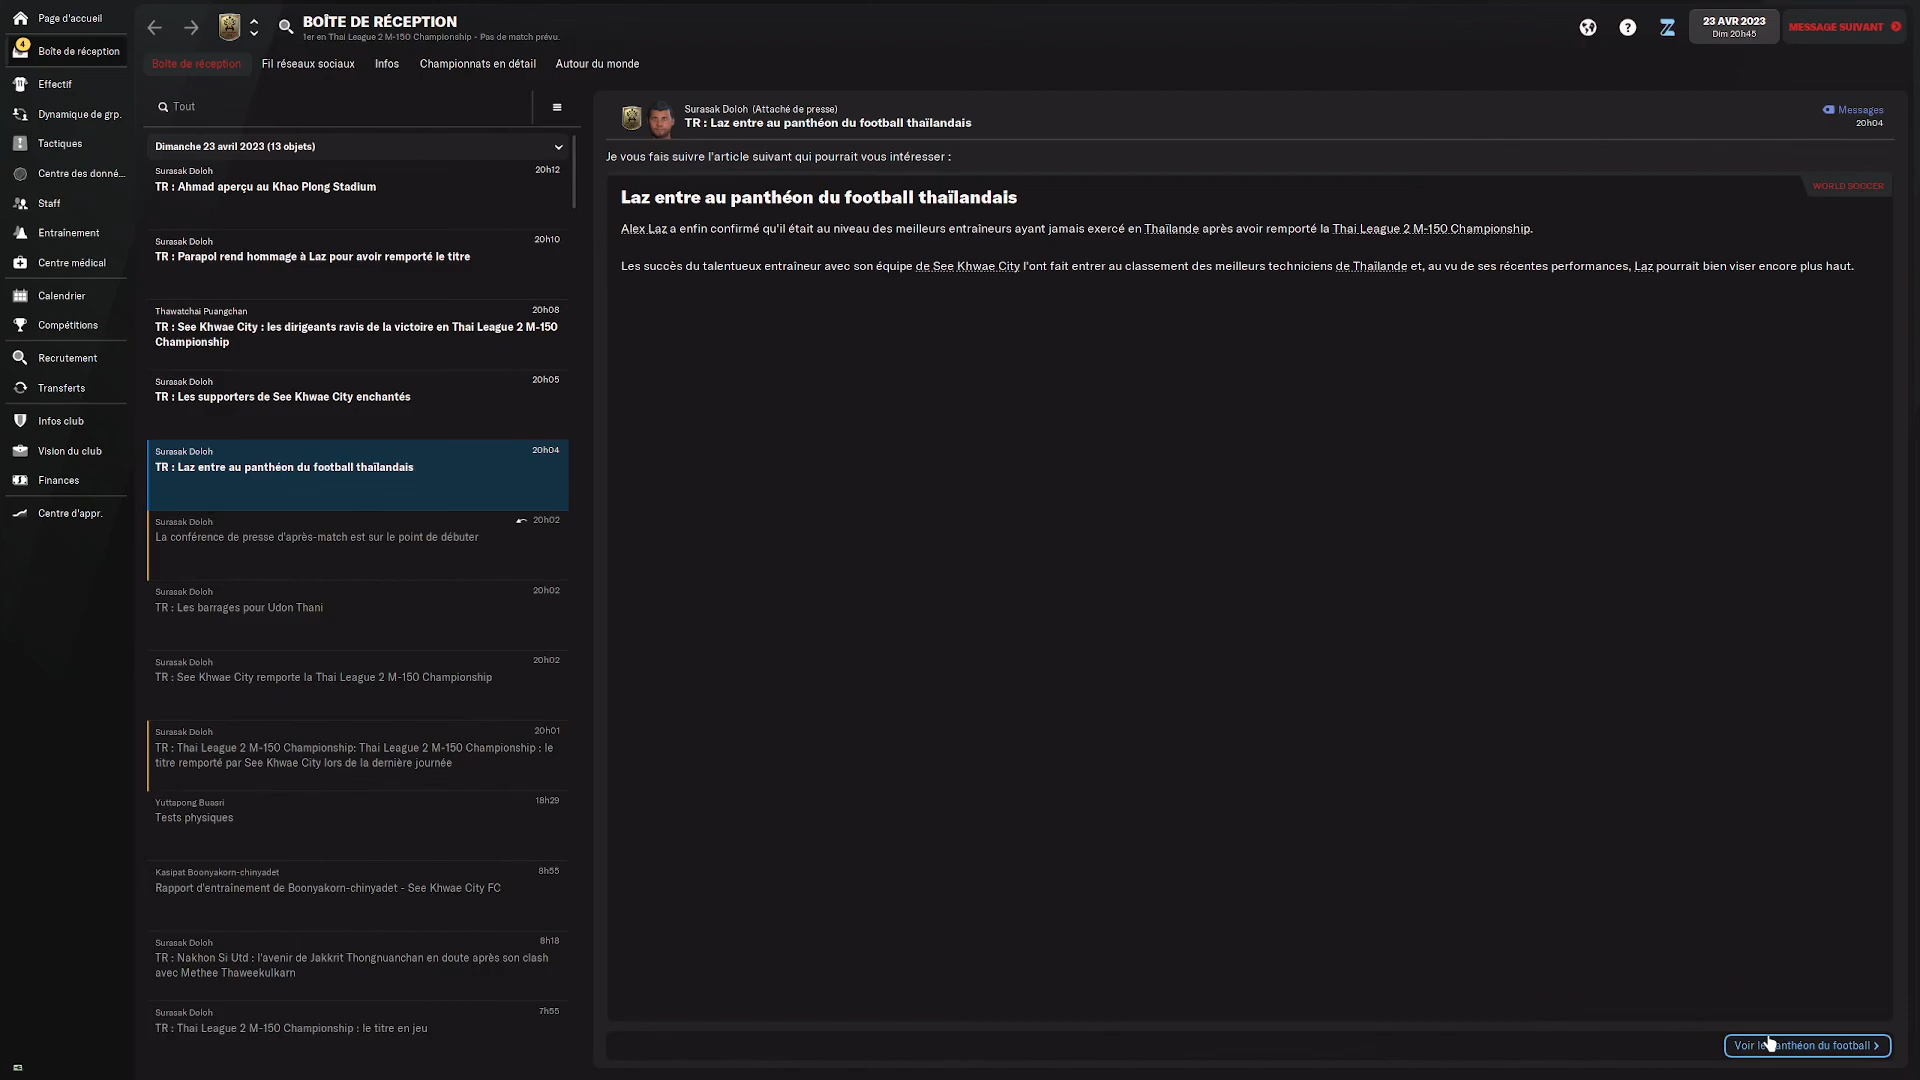 Page d'accueil
4
Boîte de réception
Effectif
Dynamique de grp.
Tactiques
Centre des donné...
Staff
Entraînement
Centre médical
Calendrier
Compétitions
Recrutement
Transferts
Infos club
Vision du club
Finances
Centre d'appr.
BOÎTE DE RÉCEPTION
1er en Thai League 2 M-150 Championship - Pas de match prévu.
23 AVR 2023
Dim 20h45
MESSAGE SUIVANT
Boîte de réception
Fil réseaux sociaux
Infos
Championnats en détail
Autour du monde
Tout
Dimanche 23 avril 2023 (13 objets)
Surasak Doloh 20h12
TR : Ahmad aperçu au Khao Plong Stadium
Surasak Doloh 20h10
TR : Parapol rend hommage à Laz pour avoir remporté le titre
Thawatchai Puangchan 20h08
TR : See Khwae City : les dirigeants ravis de la victoire en Thai League 2 M-150
Championship
Surasak Doloh 20h05
TR : Les supporters de See Khwae City enchantés
Surasak Doloh 20h04
TR : Laz entre au panthéon du football thaïlandais
Surasak Doloh 20h02
La conférence de presse d'après-match est sur le point de débuter
Surasak Doloh 20h02
TR : Les barrages pour Udon Thani
Surasak Doloh 20h02
TR : See Khwae City remporte la Thai League 2 M-150 Championship
Surasak Doloh 20h01
TR : Thai League 2 M-150 Championship: Thai League 2 M-150 Championship : le
titre remporté par See Khwae City lors de la dernière journée
Yuttapong Buasri 18h29
Tests physiques
Kasipat Boonyakorn-chinyadet 8h55
Rapport d'entraînement de Boonyakorn-chinyadet - See Khwae City FC
Surasak Doloh 8h18
TR : Nakhon Si Utd : l'avenir de Jakkrit Thongnuanchan en doute après son clash
avec Methee Thaweekulkarn
Surasak Doloh 7h55
TR : Thai League 2 M-150 Championship : le titre en jeu
Surasak Doloh (Attaché de presse)
TR : Laz entre au panthéon du football thaïlandais
Messages
20h04
Je vous fais suivre l'article suivant qui pourrait vous intéresser :
WORLD SOCCER
Laz entre au panthéon du football thaïlandais
Alex Laz a enfin confirmé qu'il était au niveau des meilleurs entraîneurs ayant jamais exercé en Thaïlande après avoir remporté la Thai League 2 M-150 Championship.
Les succès du talentueux entraîneur avec son équipe de See Khwae City l'ont fait entrer au classement des meilleurs techniciens de Thaïlande et, au vu de ses récentes performances, Laz pourrait bien viser encore plus haut.
Voir le panthéon du football